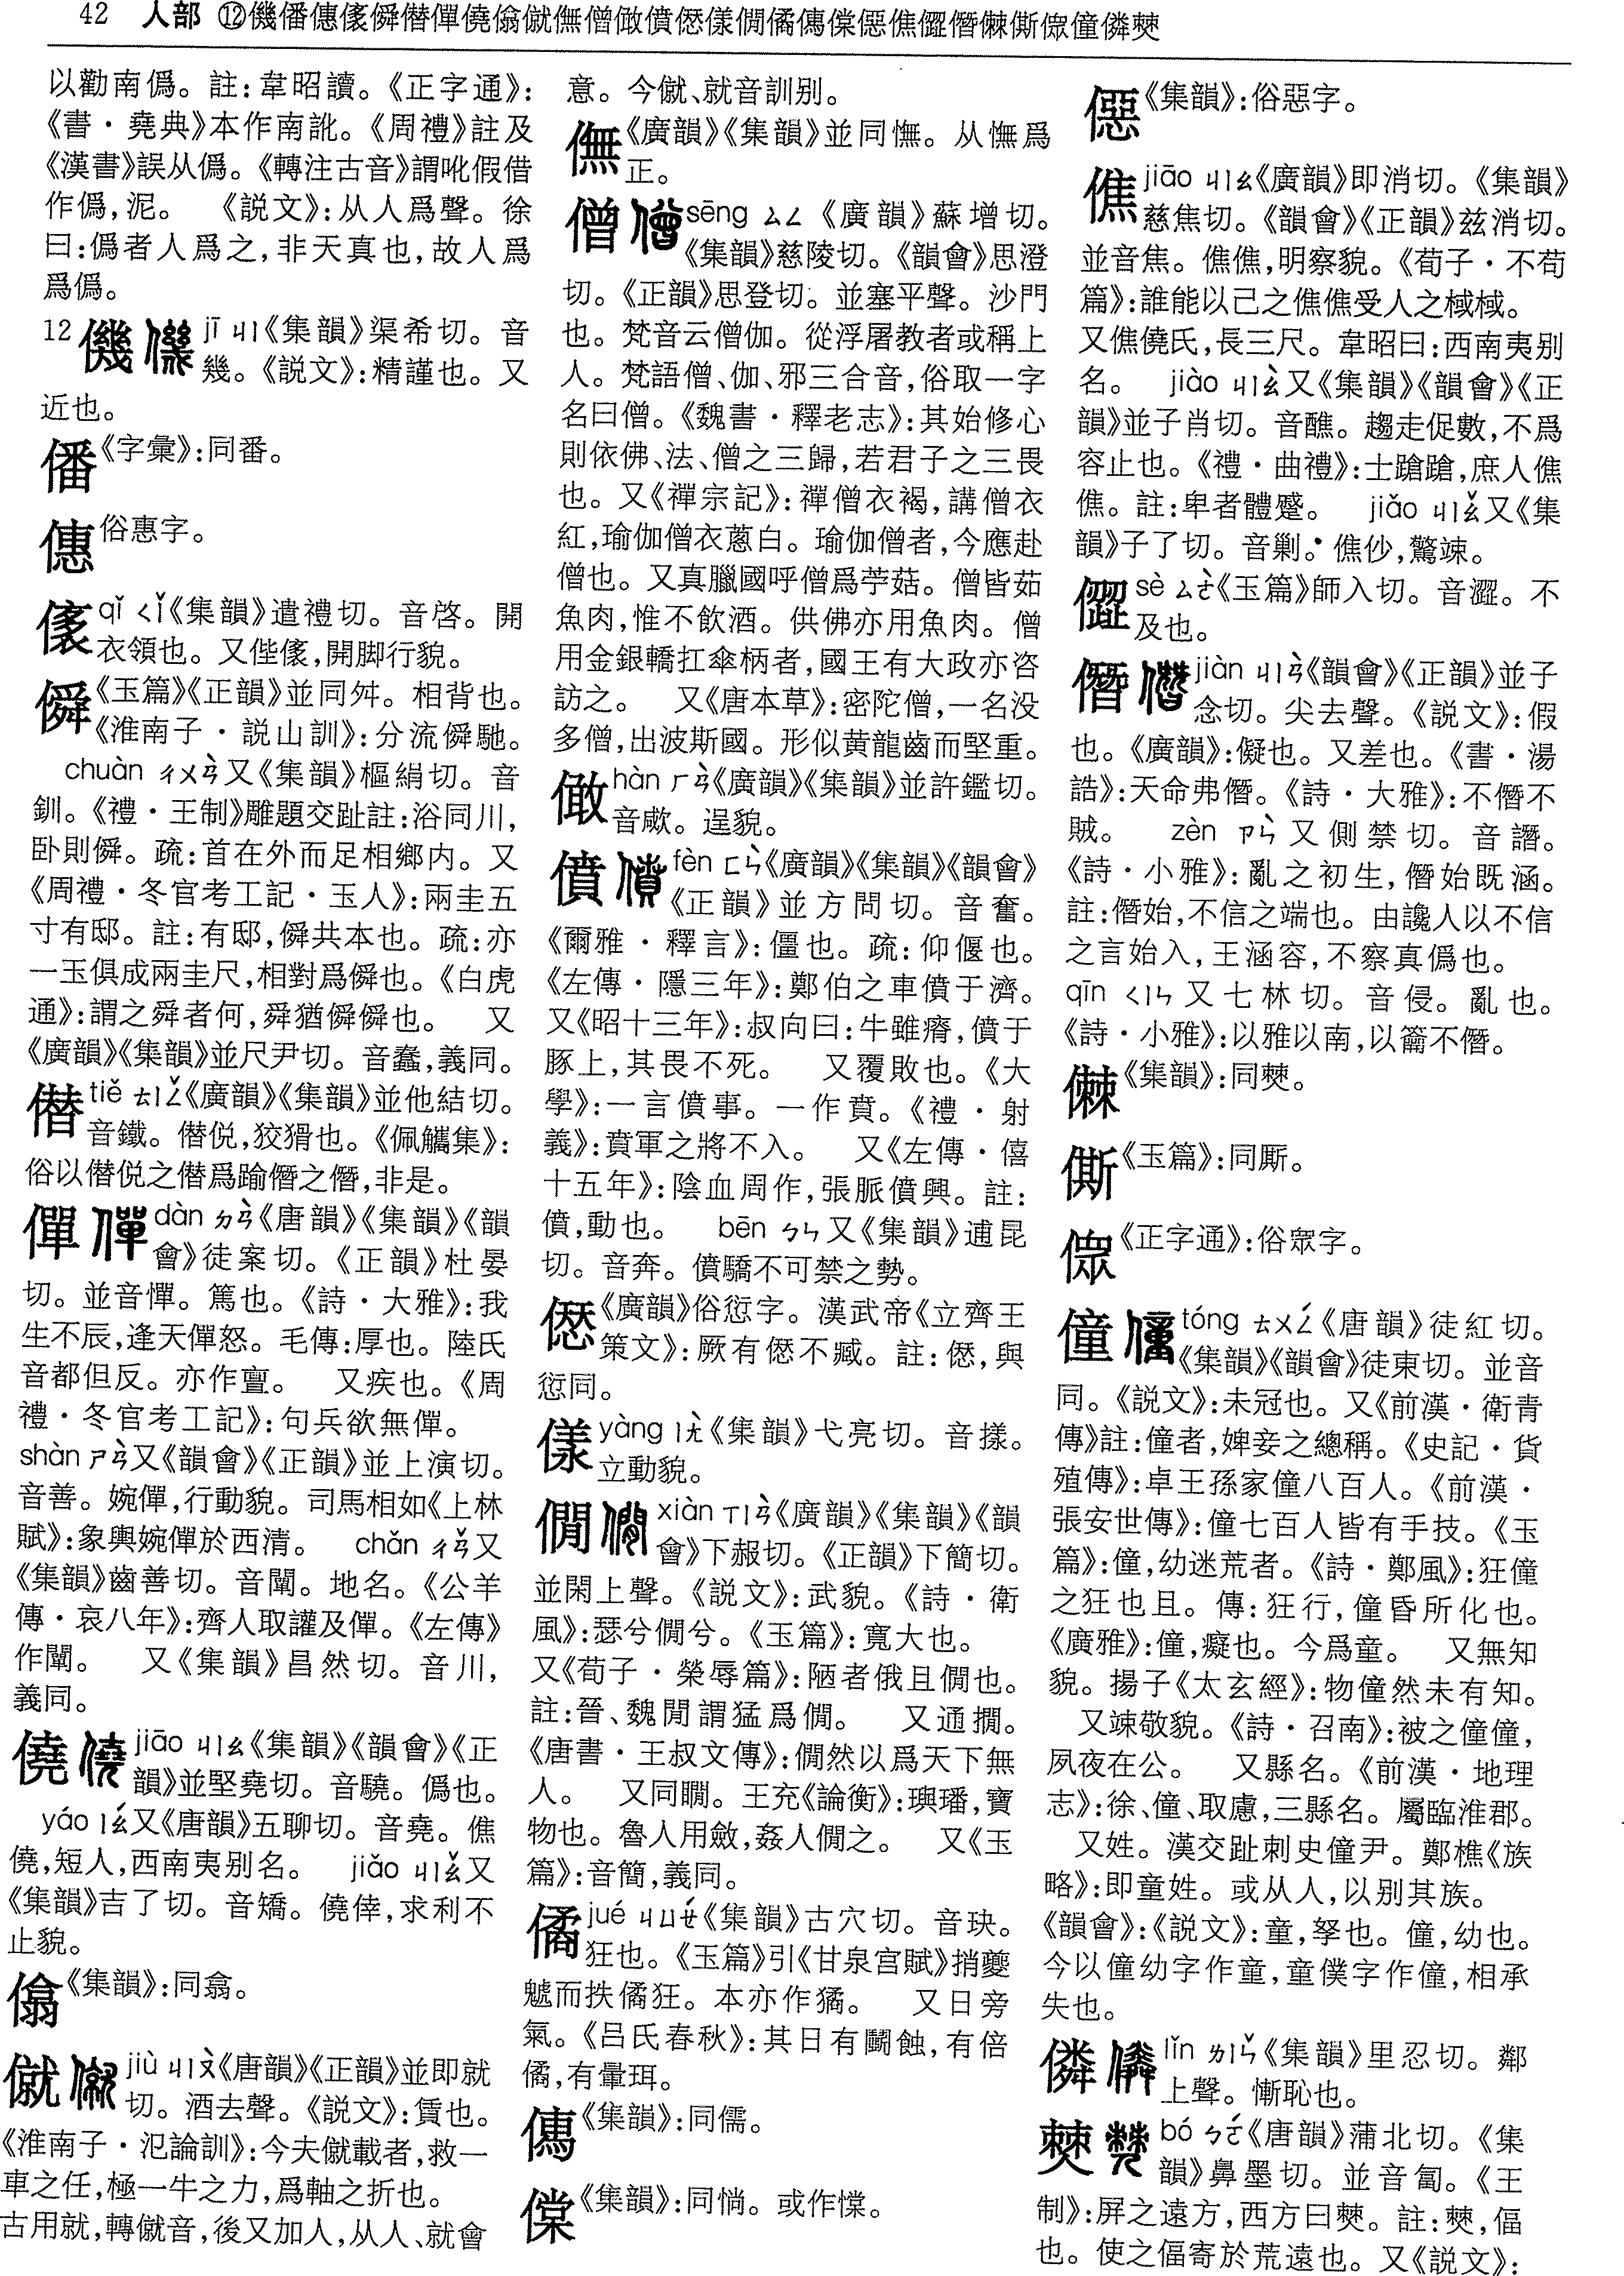 42 人部 ⑫僟僠僡傒僢僣僤僥僦僦僫僧僘僨僁様僩僪傿儻僫僬儮僭僰㒋僶僮僯僰
以勸南僞。註:韋昭讀。《正字通》:
《書·堯典》本作南訛。《周禮》註及
《漢書》誤从僞。《轉注古音》謂吪假借
作僞,泥。 《説文》:从人爲聲。徐
曰:僞者人爲之,非天真也,故人爲
爲僞。
12 僟 jī ㄐㄧ《集韻》渠希切。音
幾。《説文》:精謹也。又
近也。
僠《字彙》:同番。
僡 俗惠字。
qǐ ㄑㄧˇ《集韻》遣禮切。音啓。開
衣領也。又,開脚行貌。
僢《玉篇》《正韻》並同舛。相背也。
《淮南子·説山訓》:分流僢馳。
chuàn ㄔㄨㄢˋ又《集韻》樞絹切。音
釧。《禮·王制》雕題交趾註:浴同川,
卧則僢。疏:首在外而足相鄉内。又
《周禮·冬官考工記·玉人》:兩圭五
寸有邸。註:有邸,僢共本也。疏:亦
一玉俱成兩圭尺,相對爲僢也。《白虎
通》:謂之舜者何,舜猶僢僢也。 又
《廣韻》《集韻》並尺尹切。音蠢,義同。
僣 tiě ㄊㄧㄝˇ《廣韻》《集韻》並他結切。
音鐵。僣侻,狡猾也。《佩觿集》:
俗以僣侻之僣爲踰僭之僭,非是。
僤 dàn ㄉㄢˋ《唐韻》《集韻》《韻
會》徒案切。《正韻》杜晏
切。並音憚。篤也。《詩·大雅》:我
生不辰,逢天僤怒。毛傳:厚也。陸氏
音都但反。亦作亶。 又疾也。《周
禮·冬官考工記》:句兵欲無僤。
shàn ㄕㄢˋ又《韻會》《正韻》並上演切。
音善。婉僤,行動貌。司馬相如《上林
賦》:象輿婉僤於西清。 chǎn ㄔㄢˇ又
《集韻》齒善切。音闡。地名。《公羊
傳·哀八年》:齊人取讙及僤。《左傳》
作闡。 又《集韻》昌然切。音川,
義同。
僥 jiāo ㄐㄧㄠ《集韻》《韻會》《正
韻》並堅堯切。音驍。僞也。
yáo ㄧㄠˊ又《唐韻》五聊切。音堯。僬
僥,短人,西南夷别名。 jiǎo ㄐㄧㄠˇ又
《集韻》吉了切。音矯。僥倖,求利不
止貌。
《集韻》:同翕。
僦 jiù ㄐㄧㄡˋ《唐韻》《正韻》並即就
切。酒去聲。《説文》:賃也。
《淮南子·氾論訓》:今夫僦載者,救一
車之任,極一牛之力,爲軸之折也。
古用就,轉僦音,後又加人,从人、就會
意。今僦、就音訓别。
僫《廣韻》《集韻》並同憮。从憮爲
正。
僧 sēng ㄙㄥ《廣韻》蘇增切。
《集韻》慈陵切。《韻會》思澄
切。《正韻》思登切。並塞平聲。沙門
也。梵音云僧伽。從浮屠教者或稱上
人。梵語僧、伽、邪三合音,俗取一字
名曰僧。《魏書·釋老志》:其始修心
則依佛、法、僧之三歸,若君子之三畏
也。又《禪宗記》:禪僧衣褐,講僧衣
紅,瑜伽僧衣蔥白。瑜伽僧者,今應赴
僧也。又真臘國呼僧爲苧菇。僧皆茹
魚肉,惟不飲酒。供佛亦用魚肉。僧
用金銀轎扛傘柄者,國王有大政亦咨
訪之。 又《唐本草》:密陀僧,一名没
多僧,出波斯國。形似黄龍齒而堅重。
hàn ㄏㄢˋ《廣韻》《集韻》並許鑑切。
音㰹。逞貌。
僨 fèn ㄈㄣˋ《廣韻》《集韻》《韻會》
《正韻》並方問切。音奮。
《爾雅·釋言》:僵也。疏:仰偃也。
《左傳·隱三年》:鄭伯之車僨于濟。
又《昭十三年》:叔向曰:牛雖瘠,僨于
豚上,其畏不死。 又覆敗也。《大
學》:一言僨事。一作賁。《禮·射
義》:賁軍之將不入。 又《左傳·僖
十五年》:陰血周作,張脈僨興。註:
僨,動也。 bēn ㄅㄣ又《集韻》逋昆
切。音奔。僨驕不可禁之勢。
僁《廣韻》俗愆字。漢武帝《立齊王
策文》:厥有僁不臧。註:僁,與
愆同。
yàng ㄧㄤˋ《集韻》弋亮切。音㨾。
立動貌。
僩 xiàn ㄒㄧㄢˋ《廣韻》《集韻》《韻
會》下赧切。《正韻》下簡切。
並閑上聲。《説文》:武貌。《詩·衛
風》:瑟兮僩兮。《玉篇》:寬大也。
又《荀子·榮辱篇》:陋者俄且僩也。
註:晉、魏閒謂猛爲僩。 又通撊。
《唐書·王叔文傳》:僩然以爲天下無
人。 又同瞷。王充《論衡》:璵璠,寶
物也。魯人用斂,姦人僩之。 又《玉
篇》:音簡,義同。
僪 jué ㄐㄩㄝˊ《集韻》古穴切。音玦。
狂也。《玉篇》引《甘泉宫賦》捎夔
魖而抶僪狂。本亦作獝。 又日旁
氣。《吕氏春秋》:其日有鬭蝕,有倍
僪,有暈珥。
《集韻》:同儒。
《集韻》:同惝。或作懍。
《集韻》:俗惡字。
僬 jiāo ㄐㄧㄠ《廣韻》即消切。《集韻》
慈焦切。《韻會》《正韻》兹消切。
並音焦。僬僬,明察貌。《荀子·不苟
篇》:誰能以己之僬僬受人之棫棫。
又僬僥氏,長三尺。韋昭曰:西南夷别
名。 jiào ㄐㄧㄠˋ又《集韻》《韻會》《正
韻》並子肖切。音醮。趨走促數,不爲
容止也。《禮·曲禮》:士蹌蹌,庶人僬
僬。註:卑者體蹙。 jiǎo ㄐㄧㄠˇ又《集
韻》子了切。音剿。僬仯,驚竦。
sè ㄙㄜˋ《玉篇》師入切。音澀。不
及也。
僭 jiàn ㄐㄧㄢˋ《韻會》《正韻》並子
念切。尖去聲。《説文》:假
也。《廣韻》:儗也。又差也。《書·湯
誥》:天命弗僭。《詩·大雅》:不僭不
賊。 zèn ㄗㄣˋ又側禁切。音譖。
《詩·小雅》:亂之初生,僭始既涵。
註:僭始,不信之端也。由讒人以不信
之言始入,王涵容,不察真僞也。
qīn ㄑㄧㄣ又七林切。音侵。亂也。
《詩·小雅》:以雅以南,以籥不僭。
《集韻》:同僰。
《玉篇》:同厮。
《正字通》:俗眾字。
僮 tóng ㄊㄨㄥˊ《唐韻》徒紅切。
《集韻》《韻會》徒東切。並音
同。《説文》:未冠也。又《前漢·衛青
傳》註:僮者,婢妾之總稱。《史記·貨
殖傳》:卓王孫家僮八百人。《前漢·
張安世傳》:僮七百人皆有手技。《玉
篇》:僮,幼迷荒者。《詩·鄭風》:狂僮
之狂也且。傳:狂行,僮昏所化也。
《廣雅》:僮,癡也。今爲童。 又無知
貌。揚子《太玄經》:物僮然未有知。
又竦敬貌。《詩·召南》:被之僮僮,
夙夜在公。 又縣名。《前漢·地理
志》:徐、僮、取慮,三縣名。屬臨淮郡。
又姓。漢交趾刺史僮尹。鄭樵《族
略》:即童姓。或从人,以别其族。
《韻會》:《説文》:童,孥也。僮,幼也。
今以僮幼字作童,童僕字作僮,相承
失也。
僯 lǐn ㄌㄧㄣˇ《集韻》里忍切。鄰
上聲。慚恥也。
僰 bó ㄅㄛˊ《唐韻》蒲北切。《集
韻》鼻墨切。並音匐。《王
制》:屏之遠方,西方曰僰。註:僰,偪
也。使之偪寄於荒遠也。又《説文》: